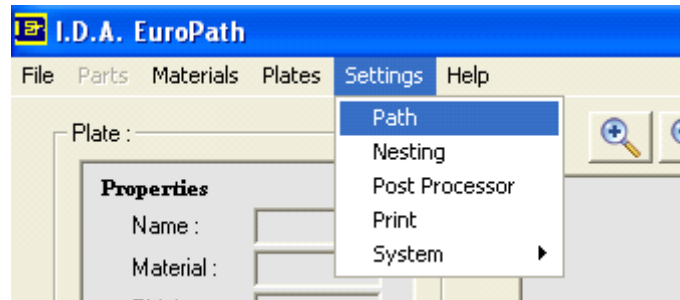 I.D.A. EuroPath
File Parts Materials Plates Settings Help
Path
Nesting
Post Processor
Print
System
Plate :
Properties
Name :
Material :